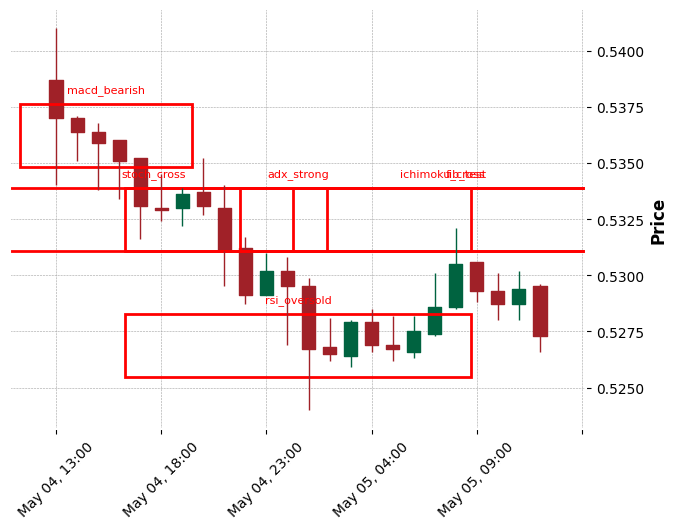 0.5400
macd_bearish
0.5375
0.5350
stoch_cross
adx_strong
fib_test
0.5325
Price
0.5300
rsi_oversold
0.5275
0.5250
May 04, 13:00
May 04, 18:00
May 04, 23:00
May 05, 04:00
May 05, 09:00